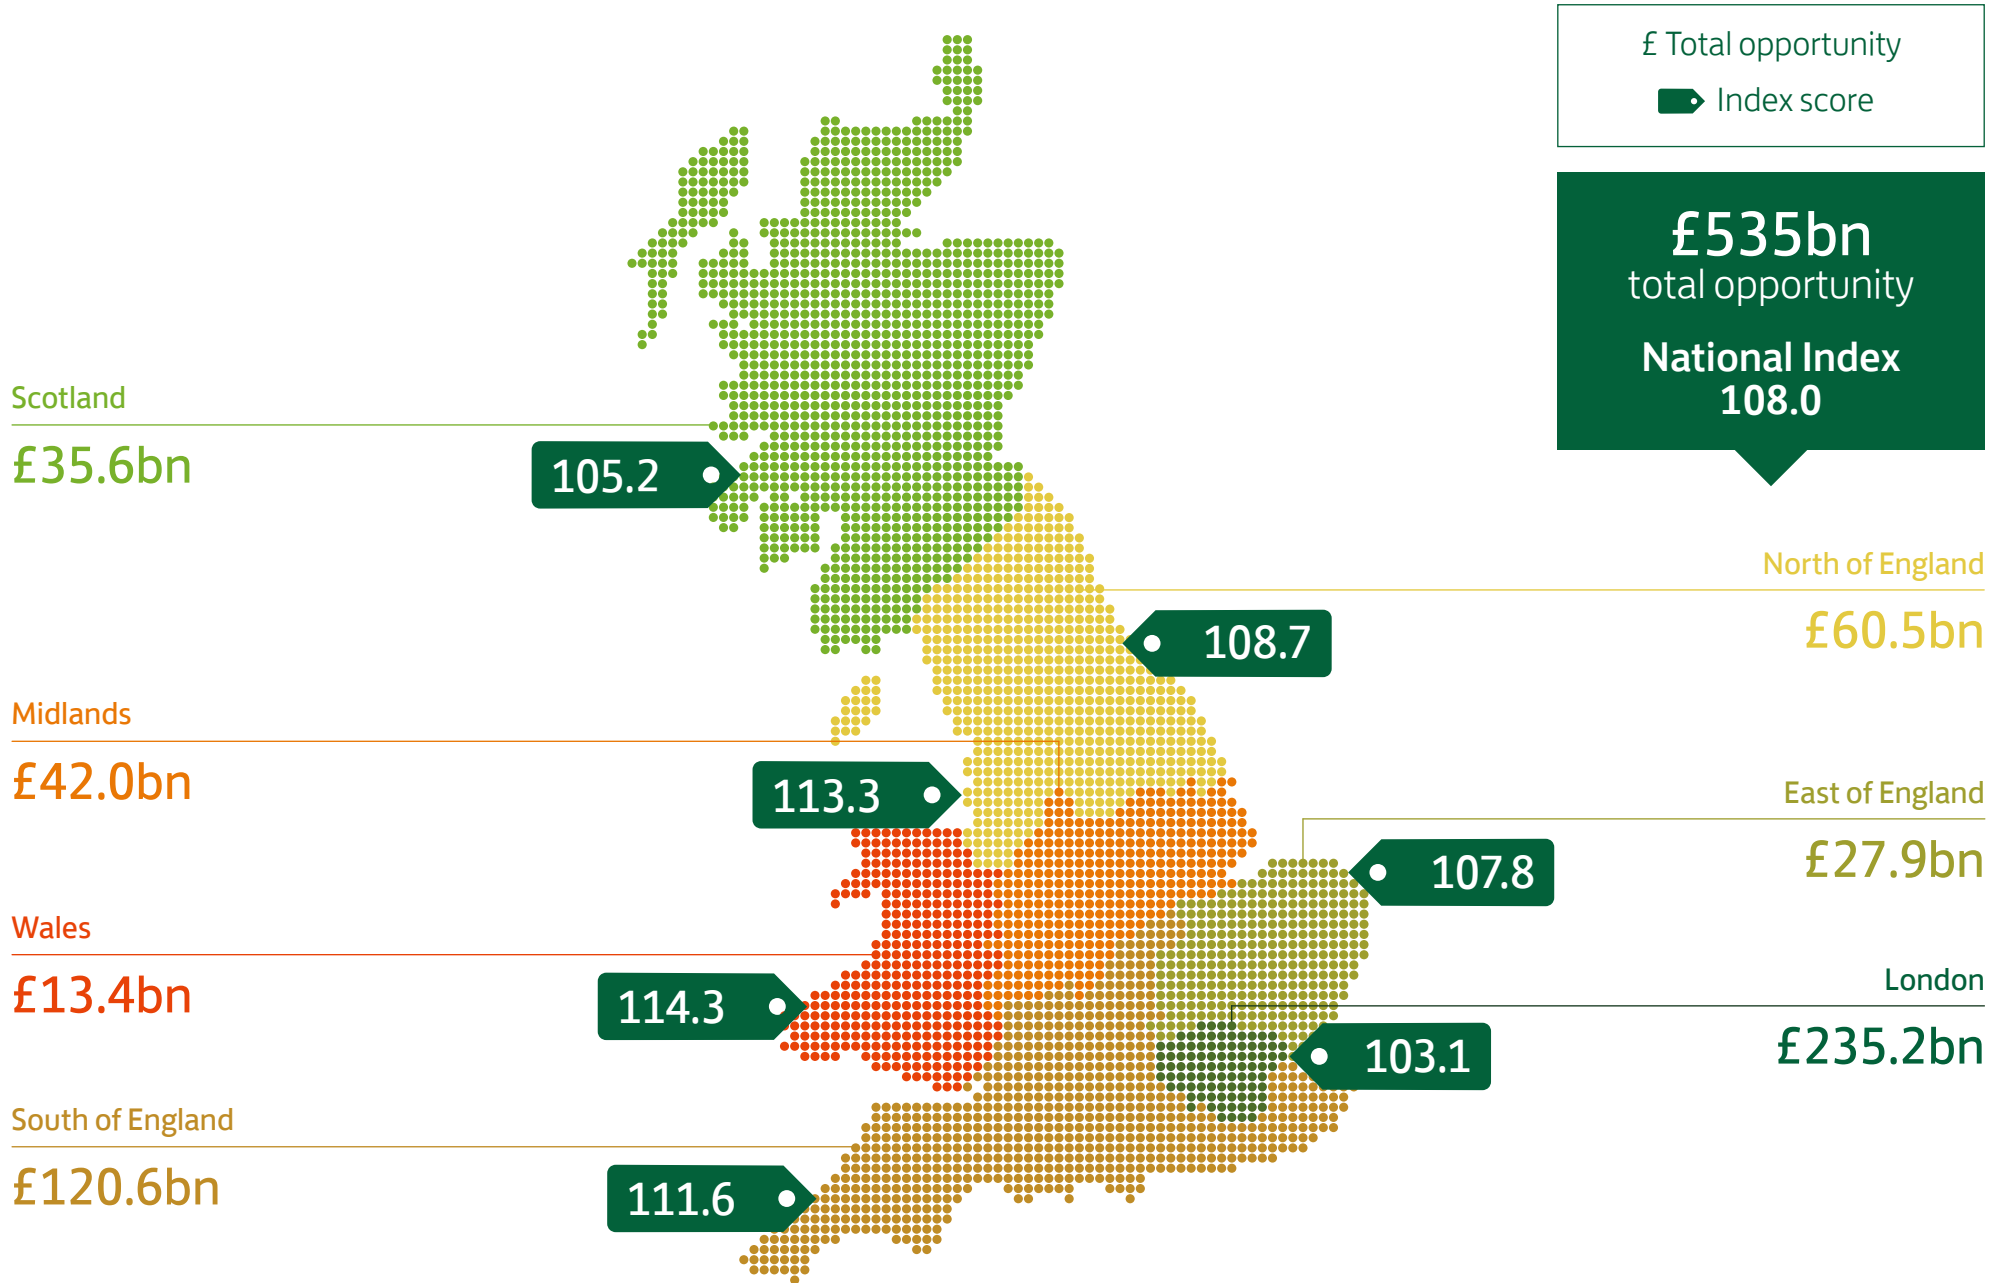 £ Total opportunity
Index score
£535bn
total opportunity
National Index
108.0
Scotland
£35.6bn
105.2
North of England
£60.5bn
108.7
Midlands
£42.0bn
113.3
East of England
£27.9bn
107.8
Wales
£13.4bn
114.3
London
£235.2bn
103.1
South of England
£120.6bn
111.6